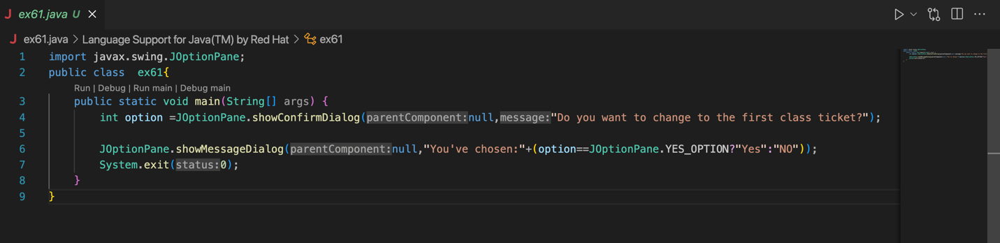 ex61.java U
ex61.java > Language Support for Java(TM) by Red Hat > ex61
1 import javax.swing.JOptionPane;
2 public class  ex61{
Run | Debug | Run main | Debug main
3 public static void main(String[] args) {
4 int option =JOptionPane.showConfirmDialog(parentComponent:null,message:"Do you want to change to the first class ticket?");
5
6 JOptionPane.showMessageDialog(parentComponent:null,"You've chosen:"+(option==JOptionPane.YES_OPTION?"Yes":"NO"));
7 System.exit(status:0);
8 }
9 }